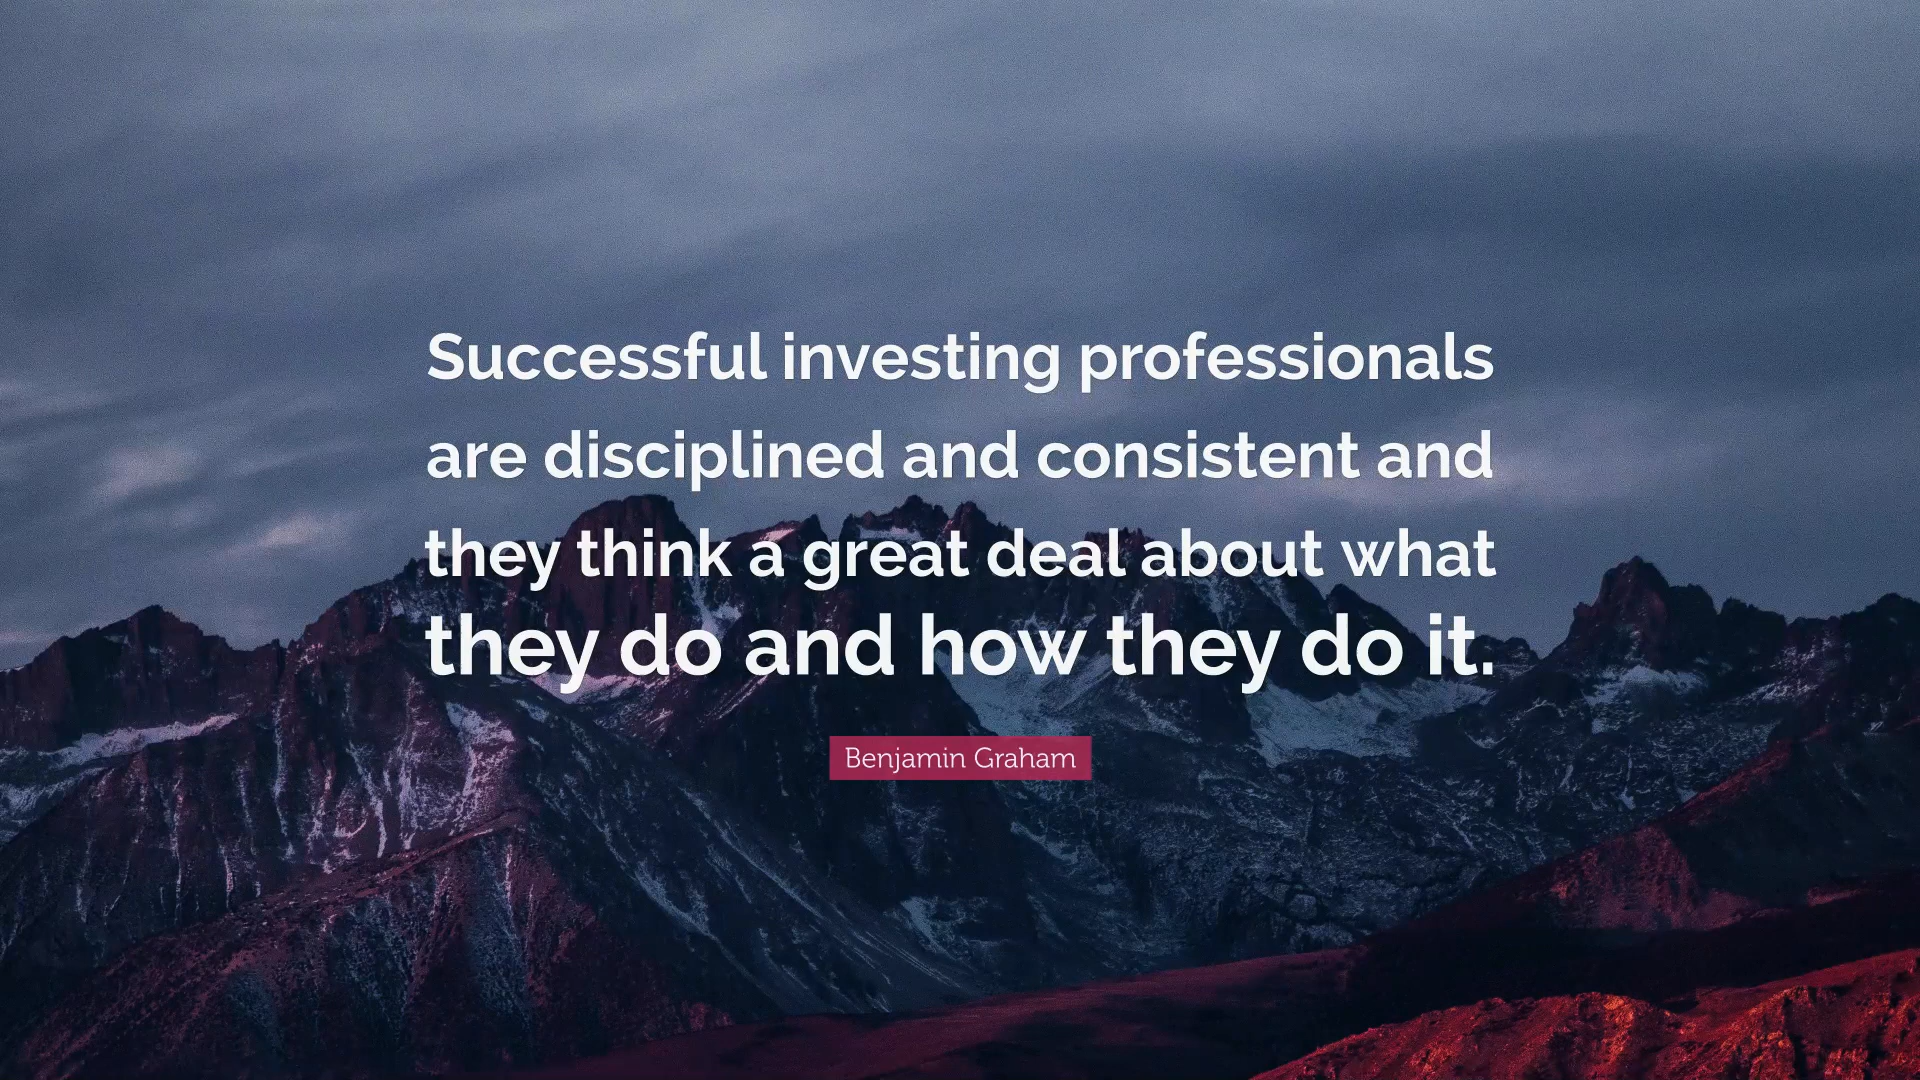 Successful investing professionals
are disciplined and consistent and
they think a great deal about what
they do and how they do it.
Benjamin Graham